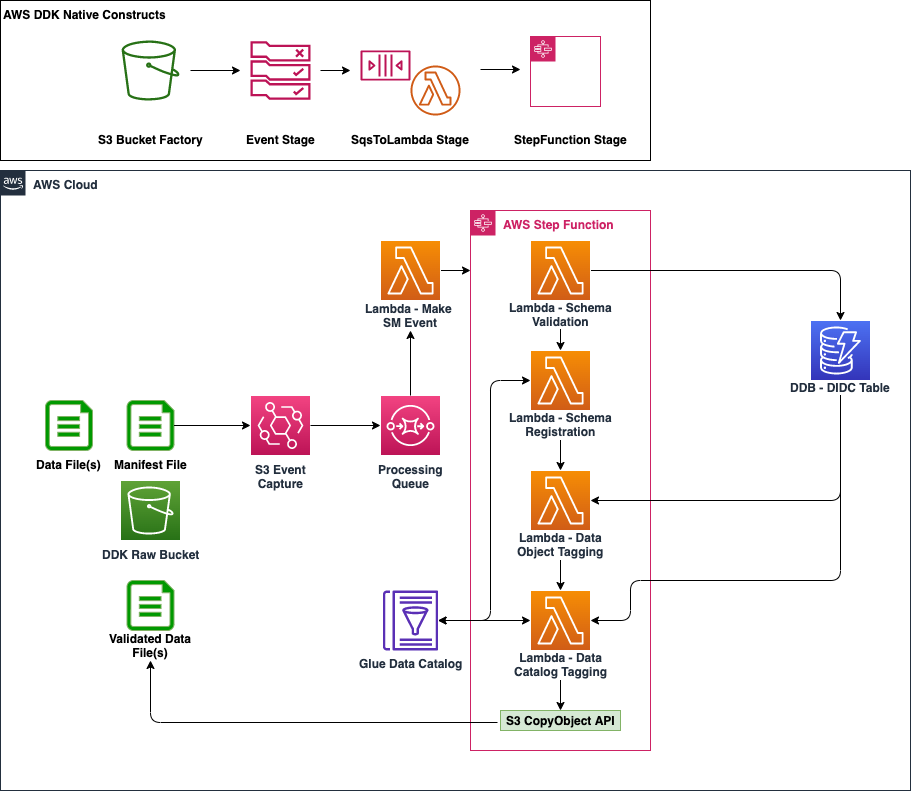 AWS DDK Native Constructs
S3 Bucket Factory
Event Stage
SqsToLambda Stage
StepFunction Stage
aws
AWS Cloud
AWS Step Function
Lambda - Make
SM Event
Lambda - Schema
Validation
DDB - DIDC Table
Lambda - Schema
Registration
Data File(s)
Manifest File
S3 Event
Capture
Processing
Queue
Lambda - Data
Object Tagging
DDK Raw Bucket
Validated Data
File(s)
Glue Data Catalog
Lambda - Data
Catalog Tagging
S3 CopyObject API